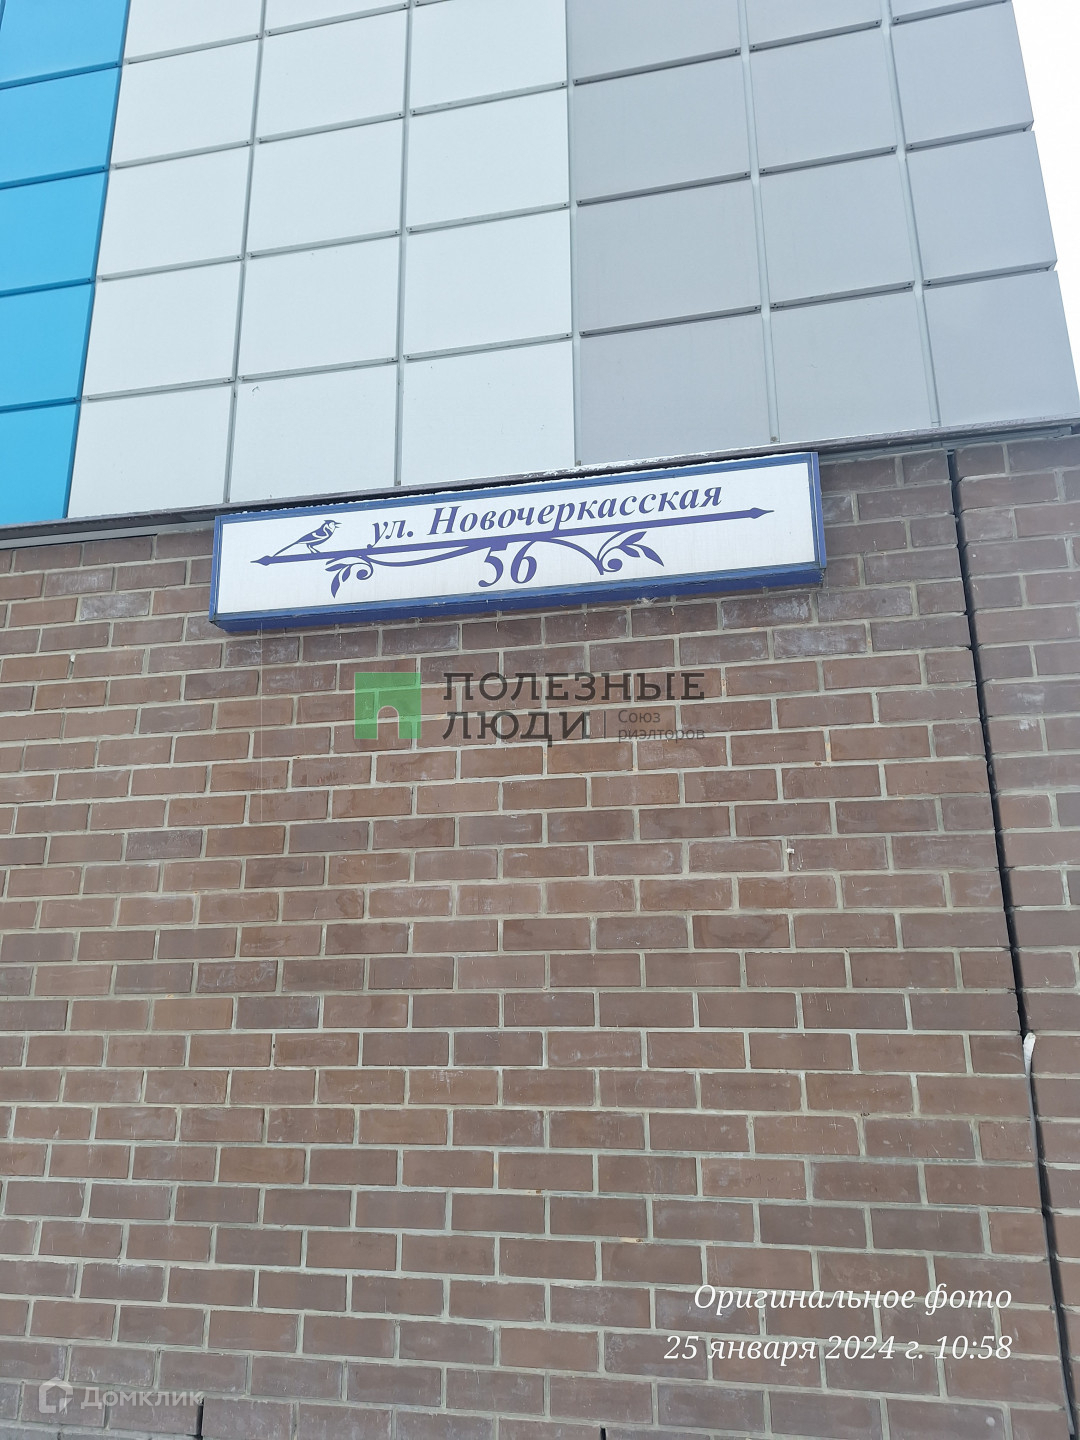 ул. Новочеркасская
56
ПОЛЕЗНЫЕ
ЛЮДИ
Союз
риэлторов
Оригинальное фото
25 января 2024 г. 10:58
Домклик